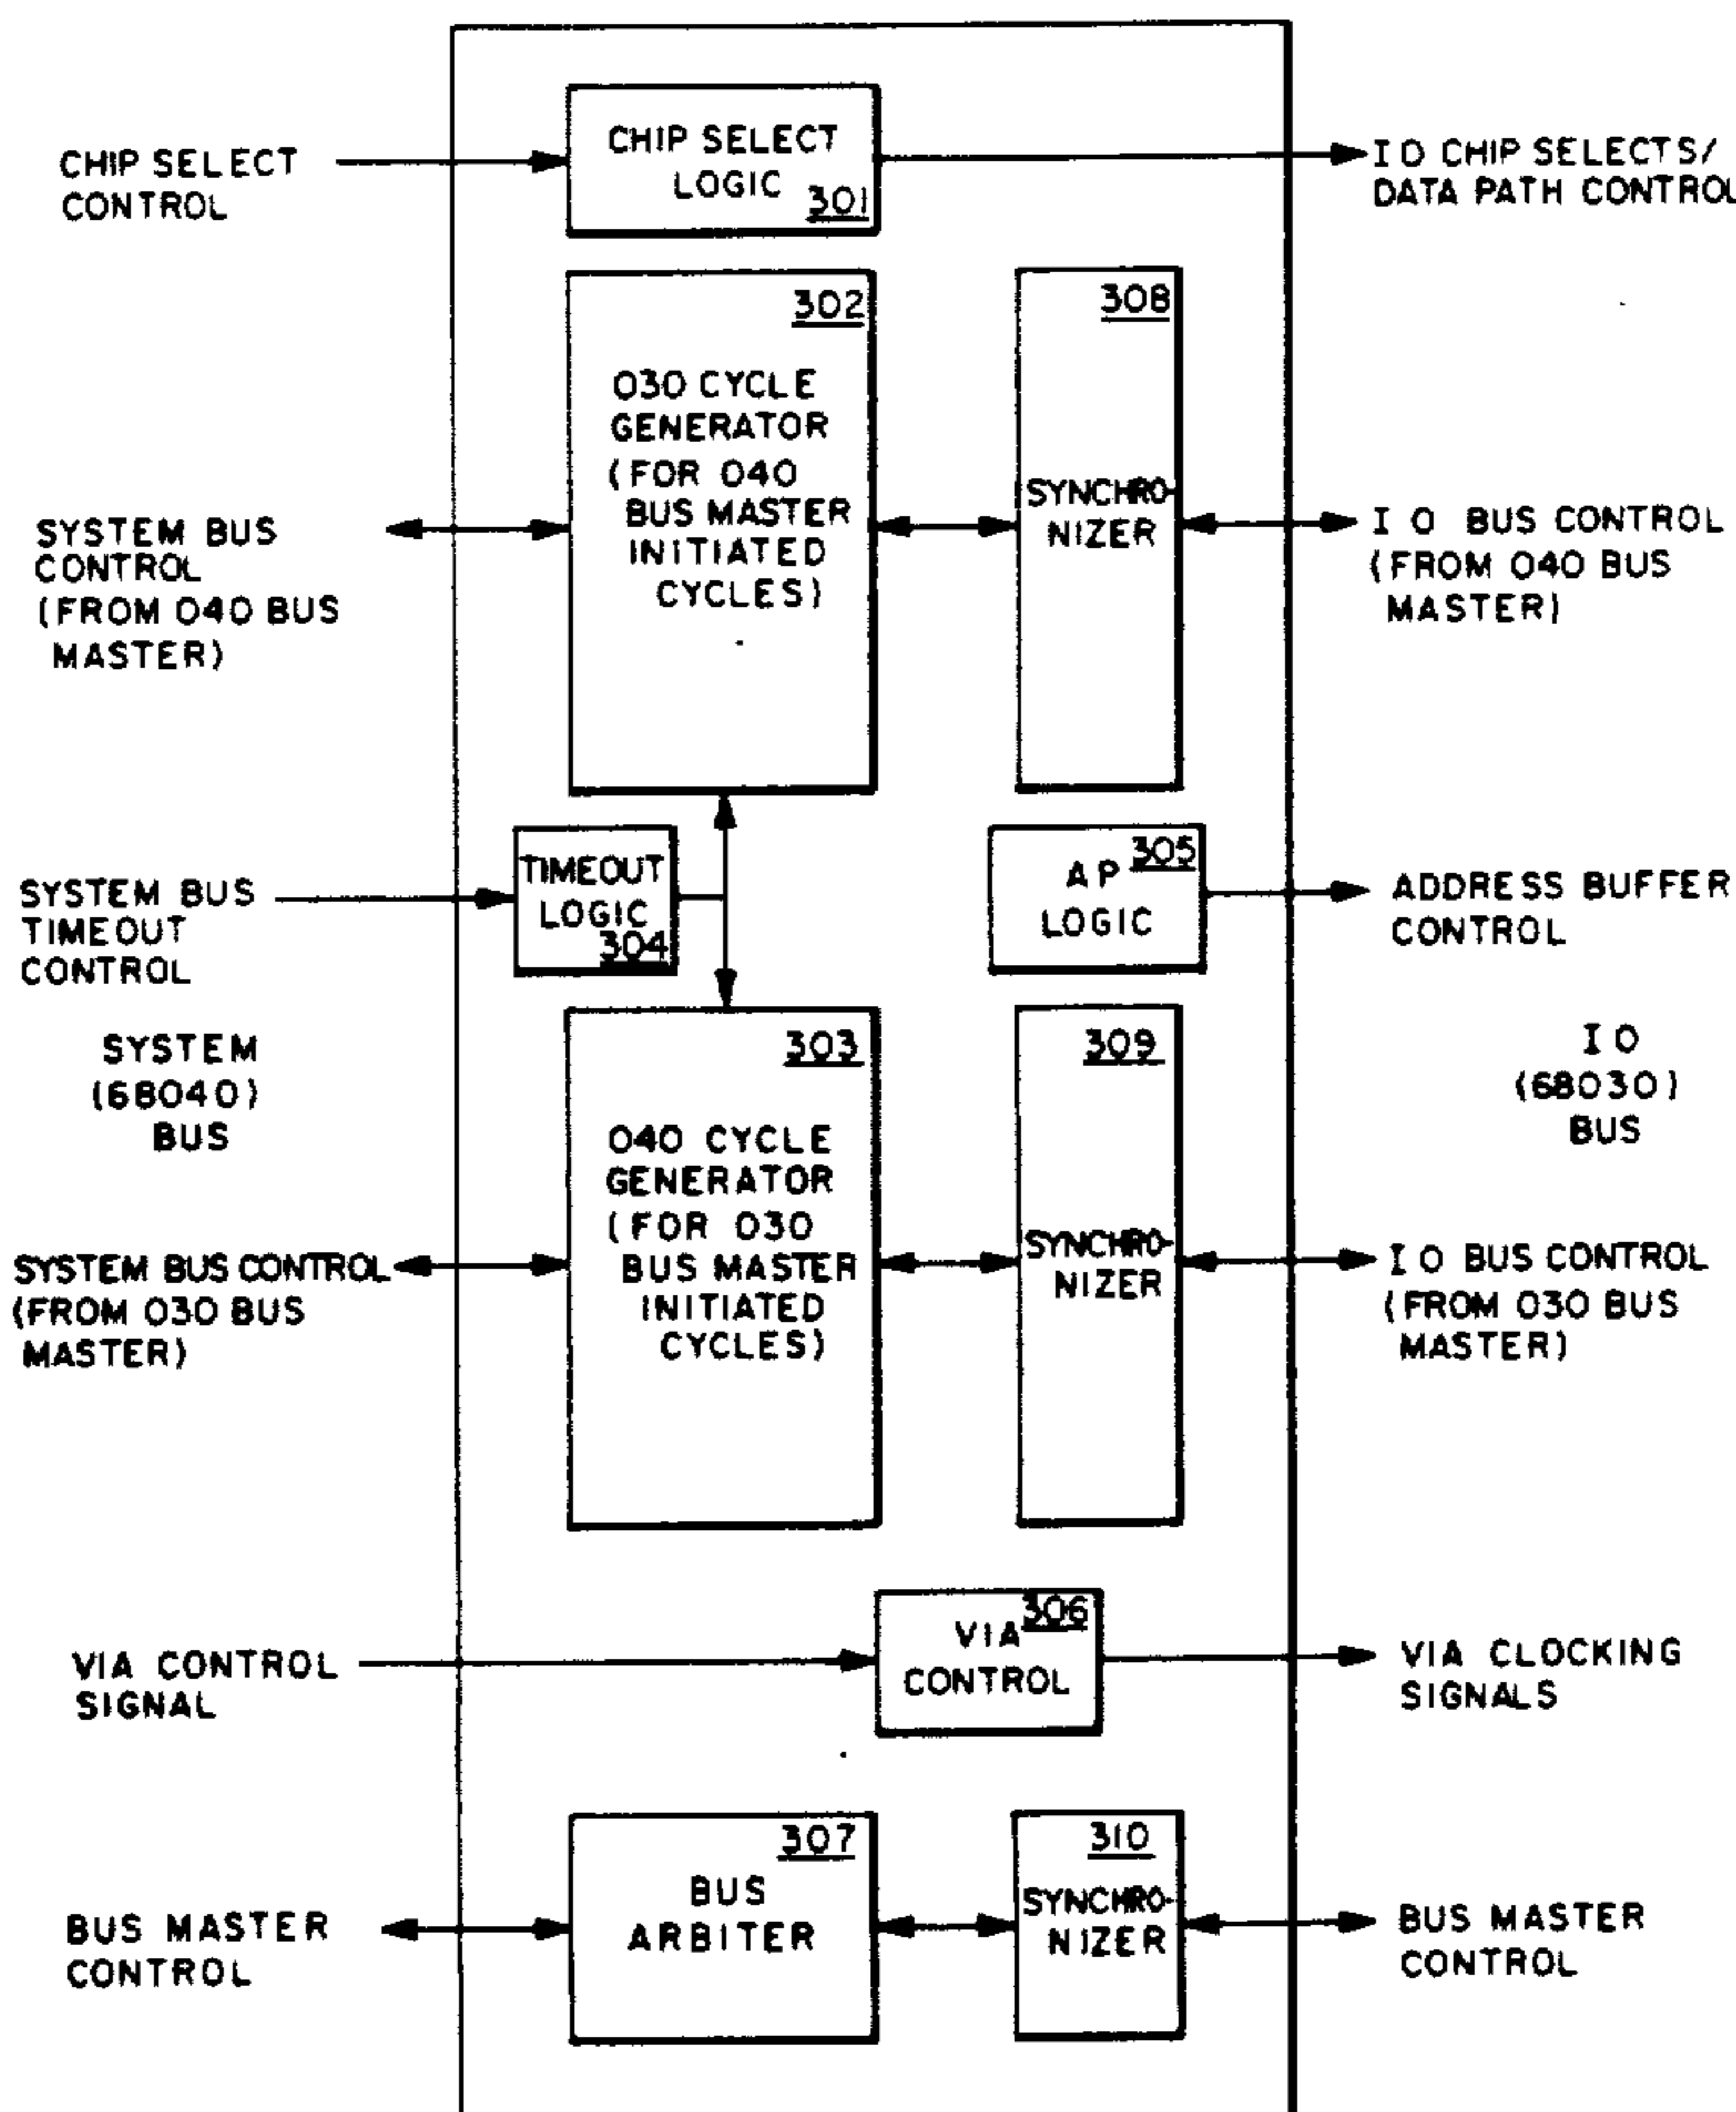 CHIP SELECT
CONTROL
CHIP SELECT
LOGIC
301
I O CHIP SELECTS/
DATA PATH CONTROL
302
030 CYCLE
GENERATOR
(FOR 040
BUS MASTER
INITIATED
CYCLES)
308
SYNCHRO-
NIZER
SYSTEM BUS
CONTROL
(FROM 040 BUS
MASTER)
I O BUS CONTROL
(FROM 040 BUS
MASTER)
SYSTEM BUS
TIMEOUT
CONTROL
TIMEOUT
LOGIC
304
305
AP
LOGIC
ADDRESS BUFFER
CONTROL
SYSTEM
(68040)
BUS
303
040 CYCLE
GENERATOR
(FOR 030
BUS MASTER
INITIATED
CYCLES)
309
SYNCHRO-
NIZER
I O
(68030)
BUS
SYSTEM BUS CONTROL
(FROM 030 BUS
MASTER)
I O BUS CONTROL
(FROM 030 BUS
MASTER)
VIA CONTROL
SIGNAL
306
VIA
CONTROL
VIA CLOCKING
SIGNALS
BUS MASTER
CONTROL
307
BUS
ARBITER
310
SYNCHRO-
NIZER
BUS MASTER
CONTROL